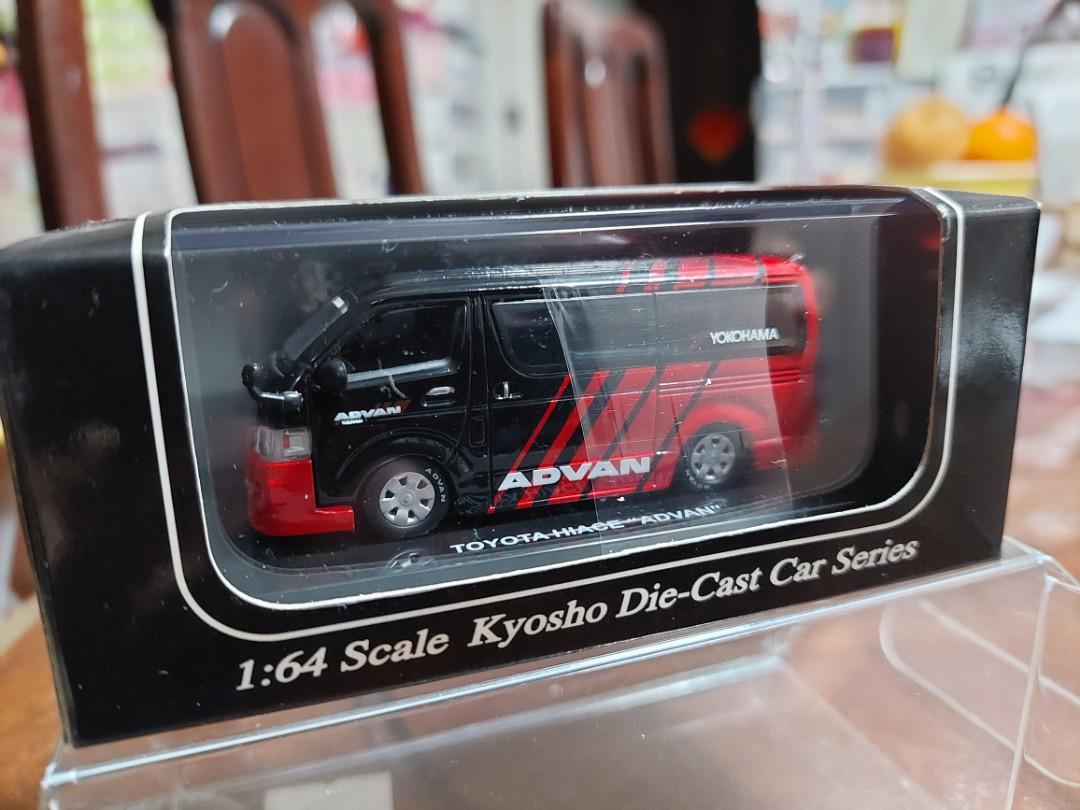 YOKOHAMA
ADVAN
ADVAN
ADVAN
TOYOTA HIACE "ADVAN"
1:64 Scale Kyosho Die-Cast Car Series